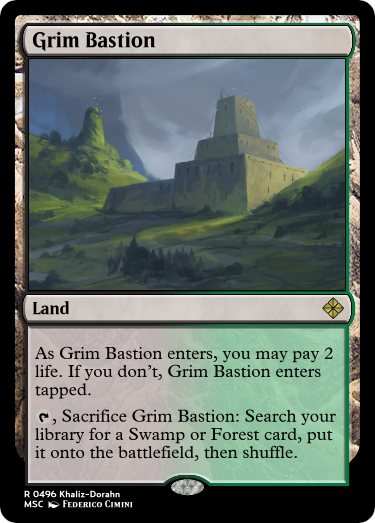 Grim Bastion
Land
As Grim Bastion enters, you may pay 2
life. If you don't, Grim Bastion enters
tapped.
, Sacrifice Grim Bastion: Search your
library for a Swamp or Forest card, put
it onto the battlefield, then shuffle.
R 0496 Khaliz-Dorahn
MSC Federico Cimini